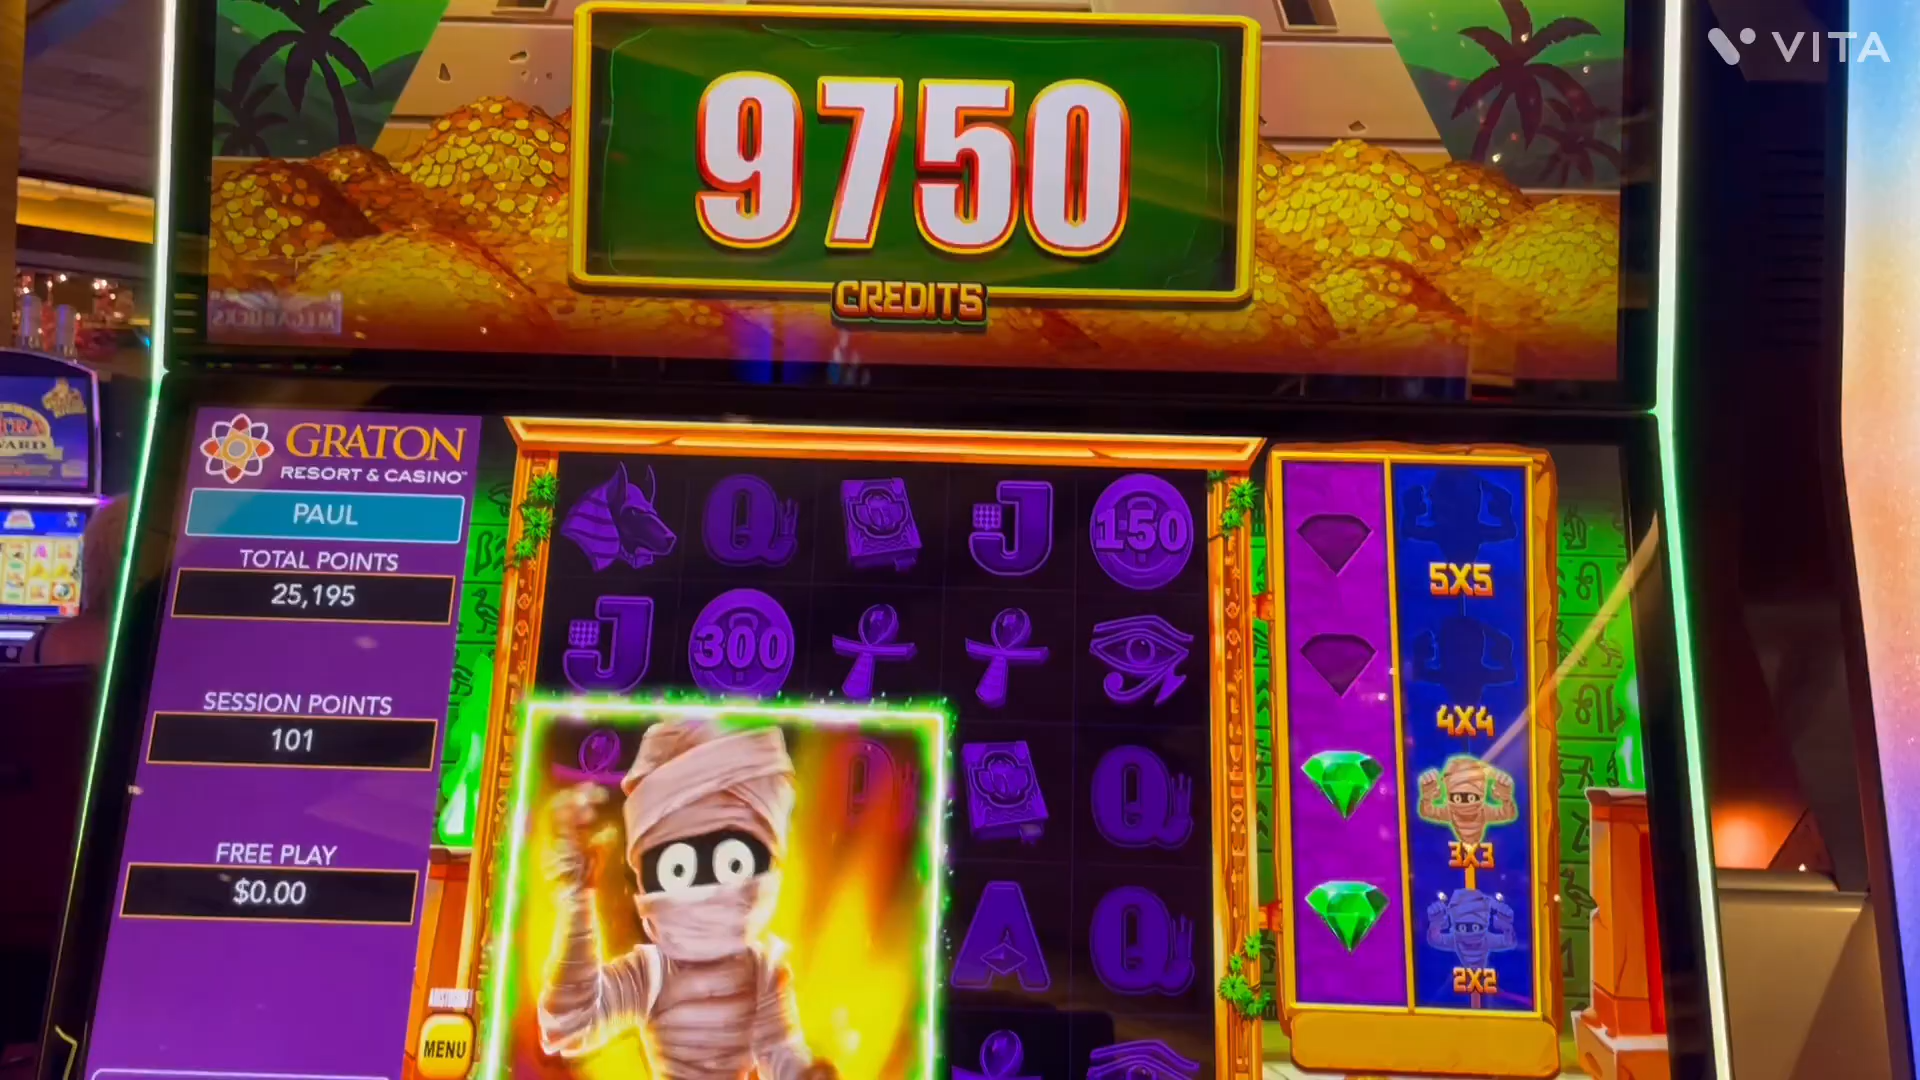 VITA
9750
CREDITS
MEGABUCKS
GRATON
RESORT & CASINO
PAUL
TOTAL POINTS
25,195
SESSION POINTS
101
FREE PLAY
$0.00
MENU
Q
J
150
J
300
Q
Q
A
Q
5X5
4X4
3X3
2X2